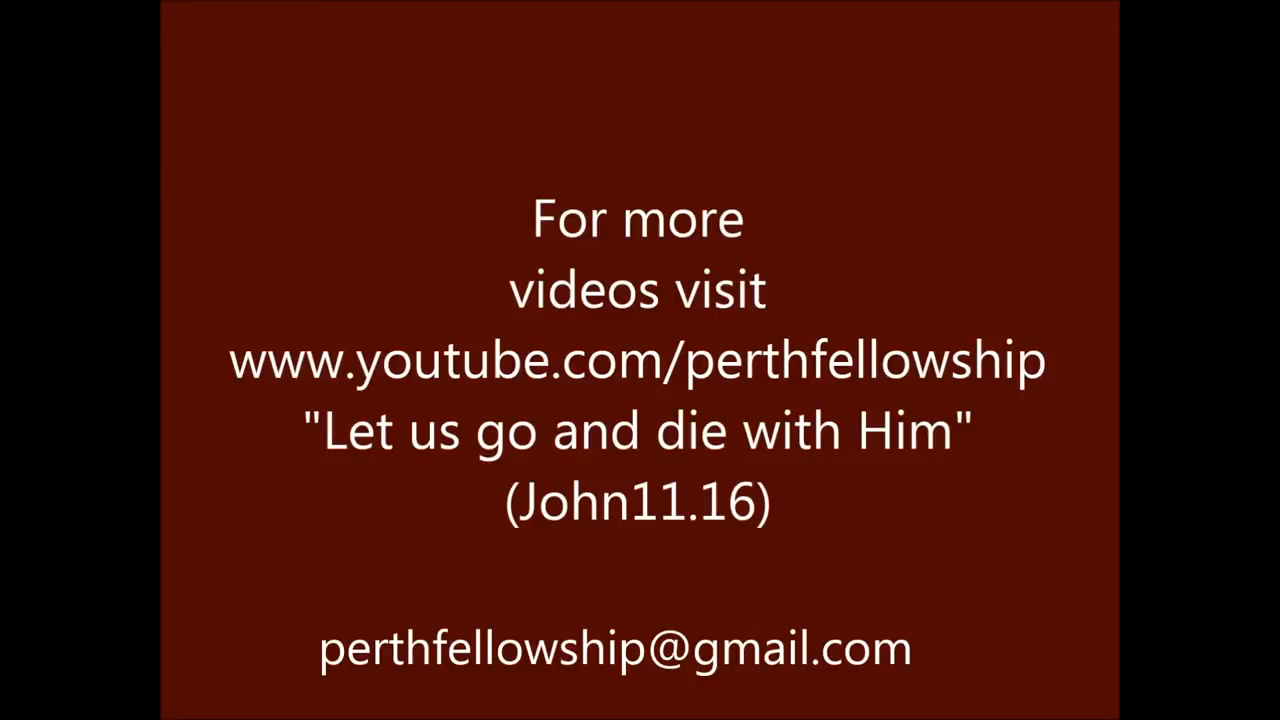 For more
videos visit
www.youtube.com/perthfellowship
"Let us go and die with Him"
(John11.16)
perthfellowship@gmail.com